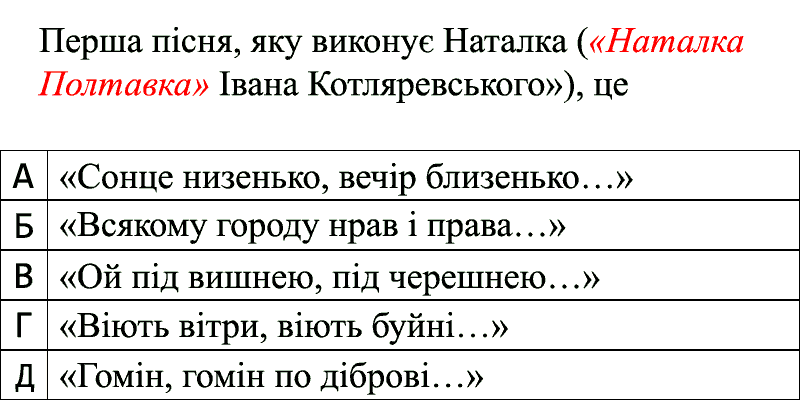 Перша пісня, яку виконує Наталка («Наталка
Полтавка» Івана Котляревського»), це
А «Сонце низенько, вечір близенько…»
Б «Всякому городу нрав і права…»
В «Ой під вишнею, під черешнею…»
Г «Віють вітри, віють буйні…»
Д «Гомін, гомін по діброві…»